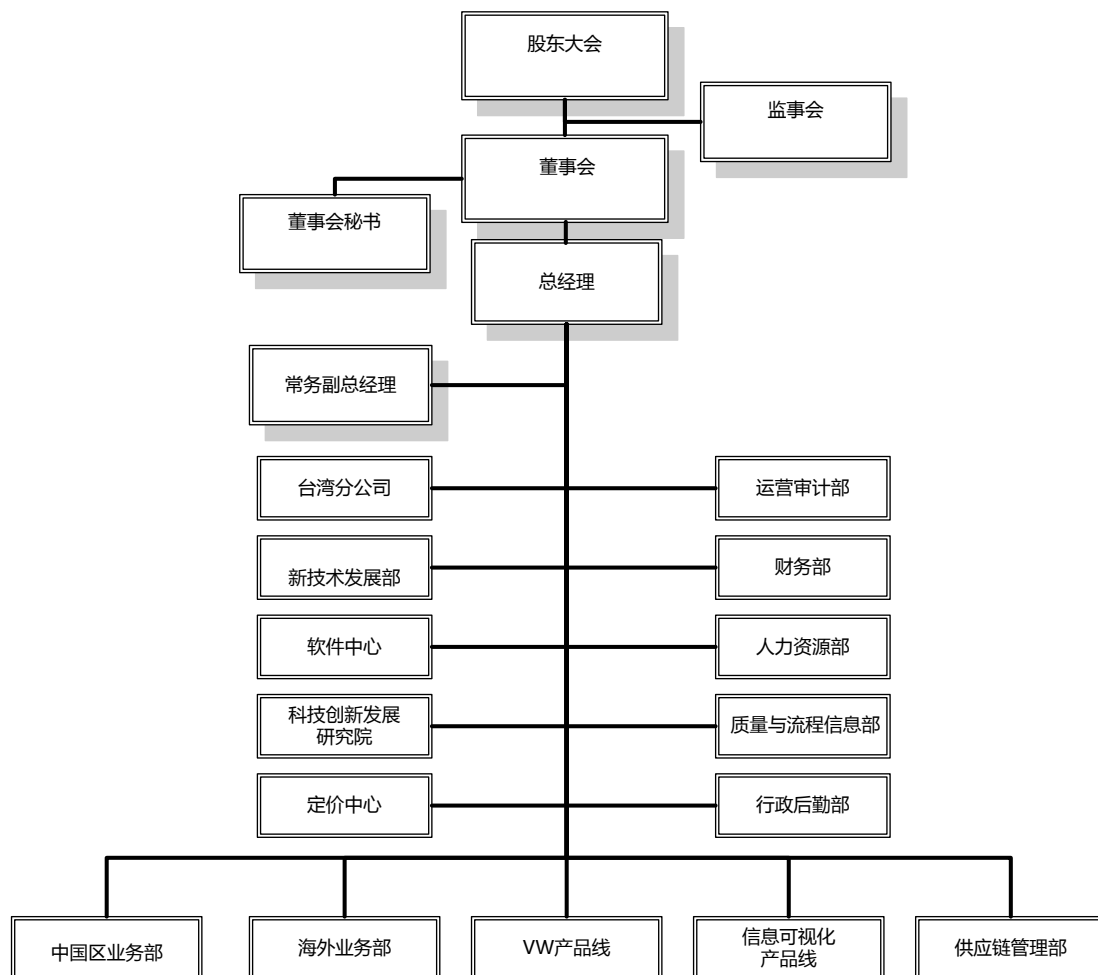 股东大会
监事会
董事会
董事会秘书
总经理
常务副总经理
台湾分公司
运营审计部
新技术发展部
财务部
软件中心
人力资源部
科技创新发展
研究院
质量与流程信息部
定价中心
行政后勤部
中国区业务部
海外业务部
VW产品线
信息可视化
产品线
供应链管理部